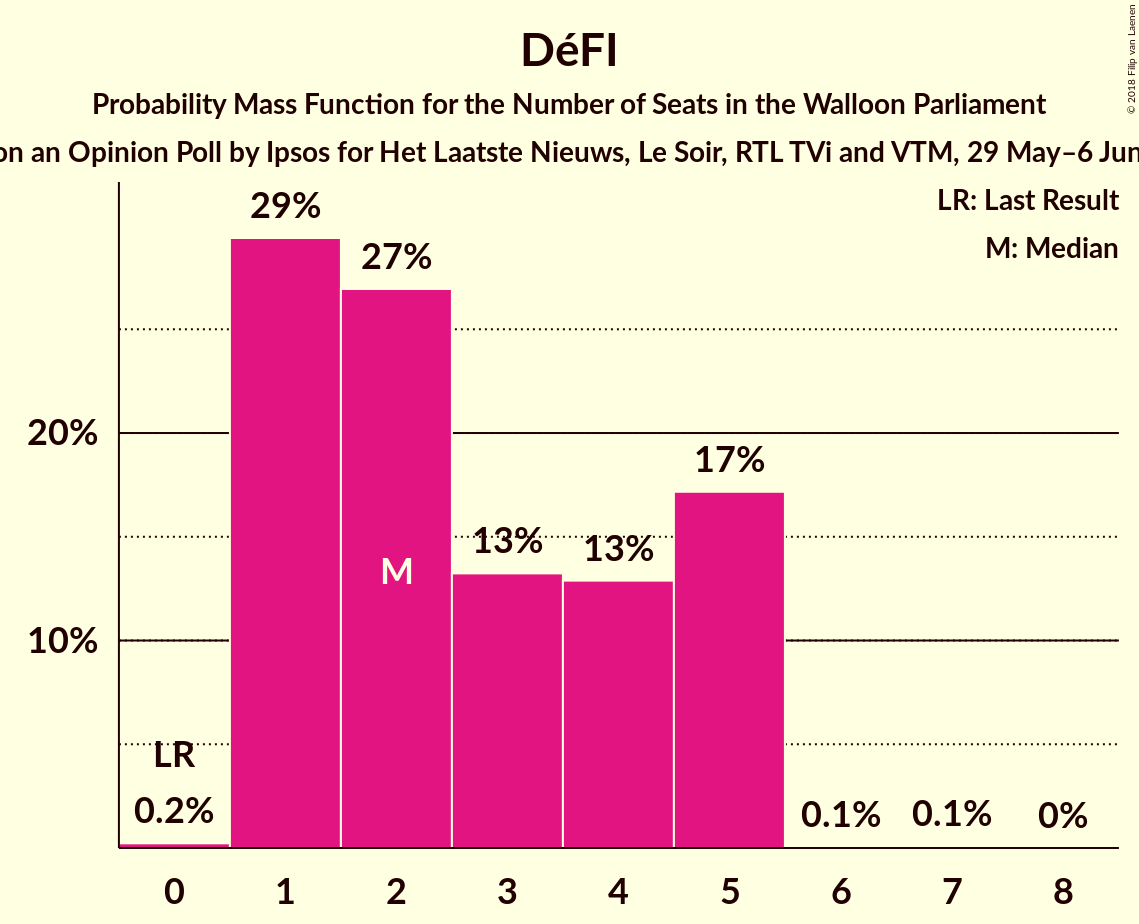 DéFI
Probability Mass Function for the Number of Seats in the Walloon Parliament
on an Opinion Poll by Ipsos for Het Laatste Nieuws, Le Soir, RTL TVi and VTM, 29 May–6 Jun
© 2018 Filip van Laenen
LR: Last Result
M: Median
29%
27%
20%
17%
13%
13%
M
10%
LR
0.2%
0.1%
0.1%
0%
0 1 2 3 4 5 6 7 8